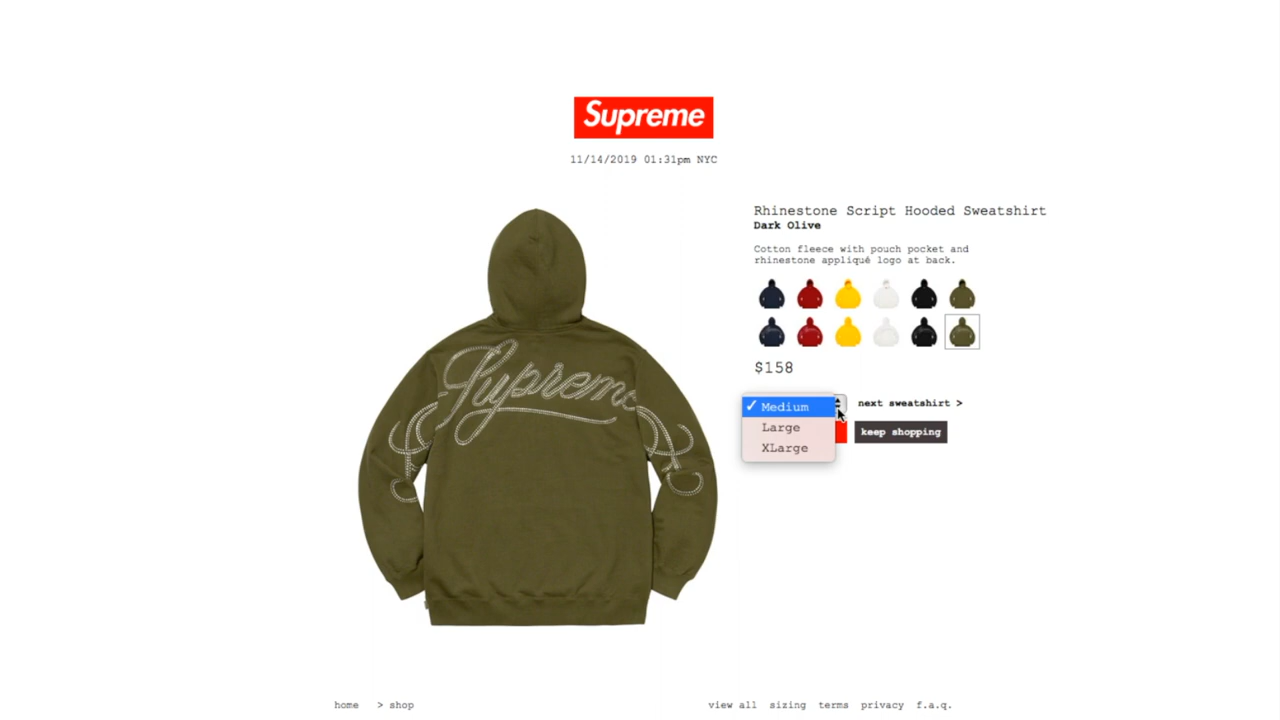 Supreme
11/14/2019 01:31pm NYC
Rhinestone Script Hooded Sweatshirt
Dark Olive
Cotton fleece with pouch pocket and
rhinestone appliqué logo at back.
$158
✓ Medium
Large
XLarge
next sweatshirt >
keep shopping
Supreme
home > shop
view all sizing terms privacy f.a.q.